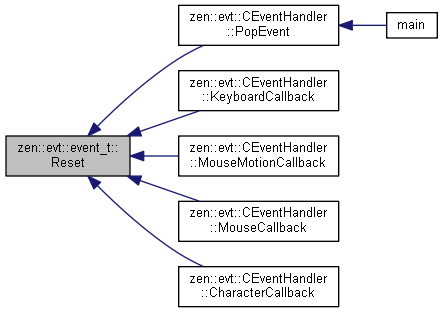 zen::evt::CEventHandler
::PopEvent
main
zen::evt::CEventHandler
::KeyboardCallback
zen::evt::event_t::
Reset
zen::evt::CEventHandler
::MouseMotionCallback
zen::evt::CEventHandler
::MouseCallback
zen::evt::CEventHandler
::CharacterCallback